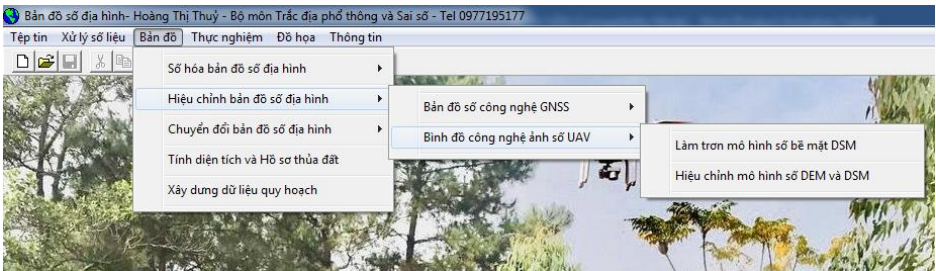 Bản đồ số địa hình- Hoàng Thị Thuỷ - Bộ môn Trắc địa phổ thông và Sai số - Tel 0977195177
Tệp tin Xử lý số liệu Bản đồ Thực nghiệm Đồ họa Thông tin
Số hóa bản đồ số địa hình
Hiệu chỉnh bản đồ số địa hình
Chuyển đổi bản đồ số địa hình
Tính diện tích và Hồ sơ thủa đất
Xây dưng dữ liệu quy hoạch
Bản đồ số công nghệ GNSS
Bình đồ công nghệ ảnh số UAV
Làm trơn mô hình số bề mặt DSM
Hiệu chỉnh mô hình số DEM và DSM